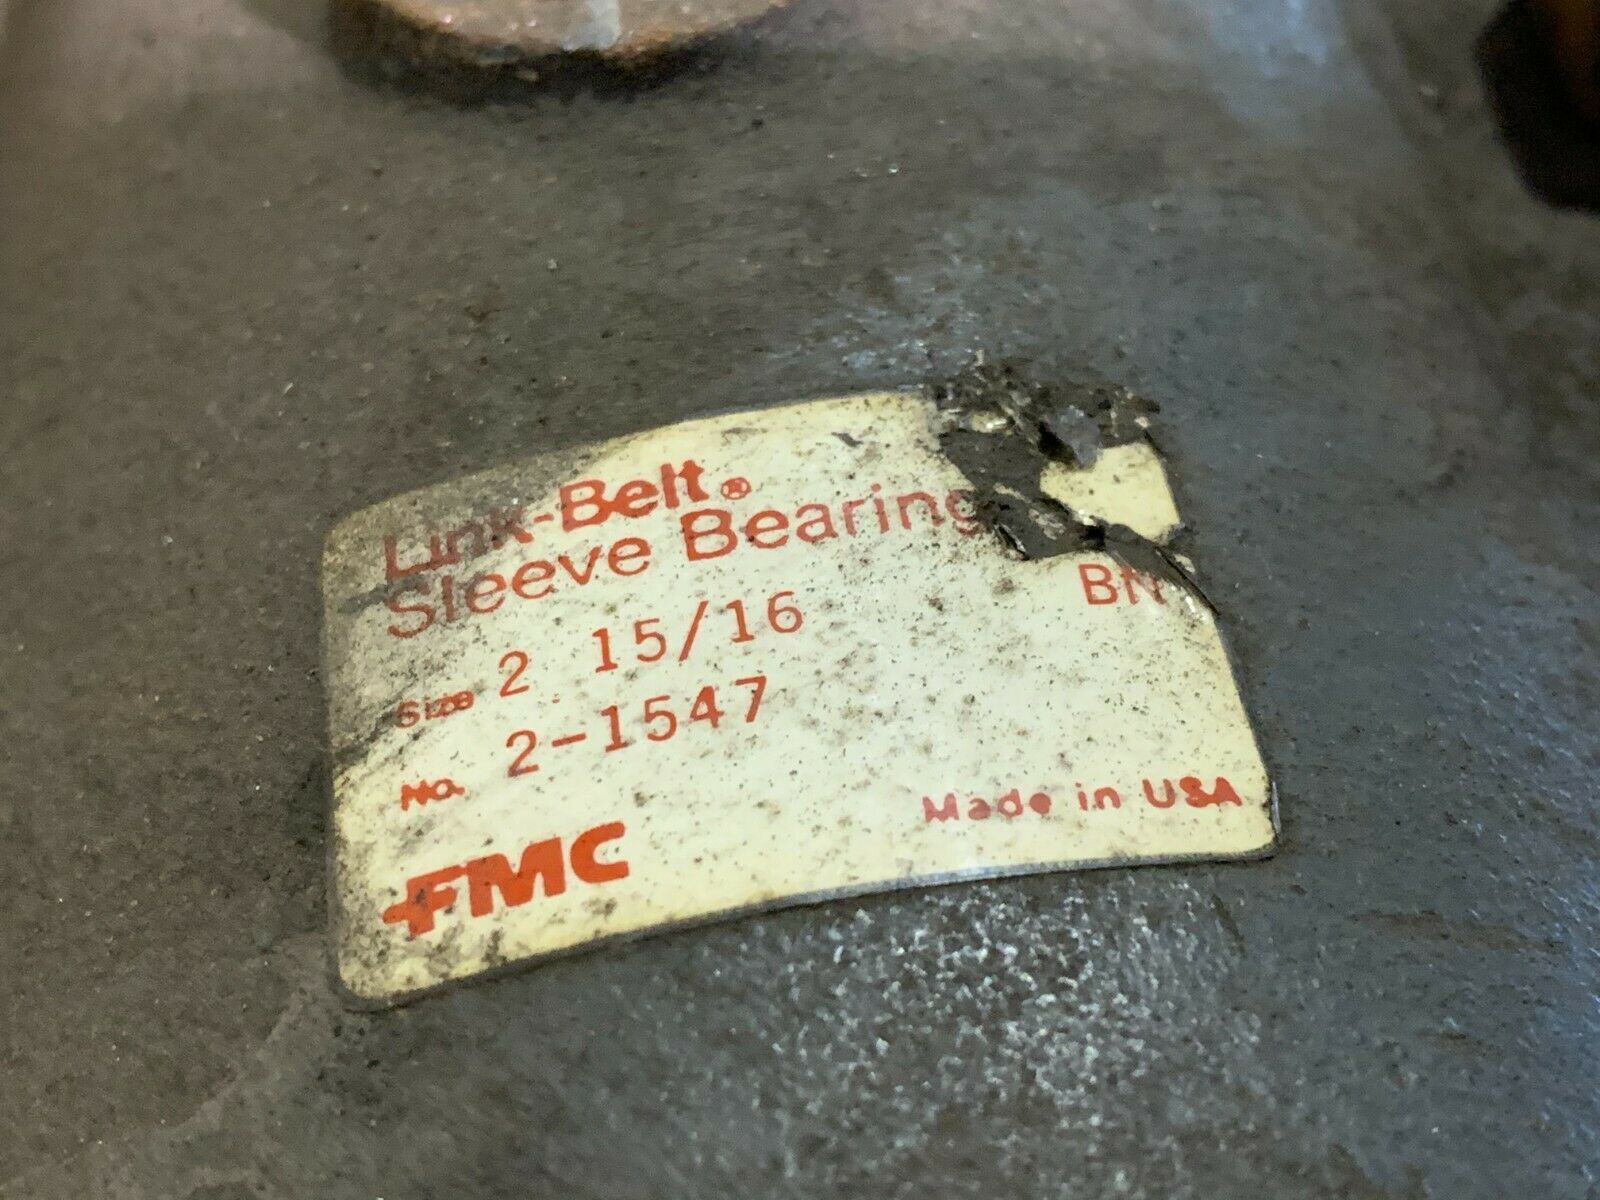 Link-Belt®
Sleeve Bearing
BN
Size 2 15/16
No. 2-1547
FMC
Made in USA